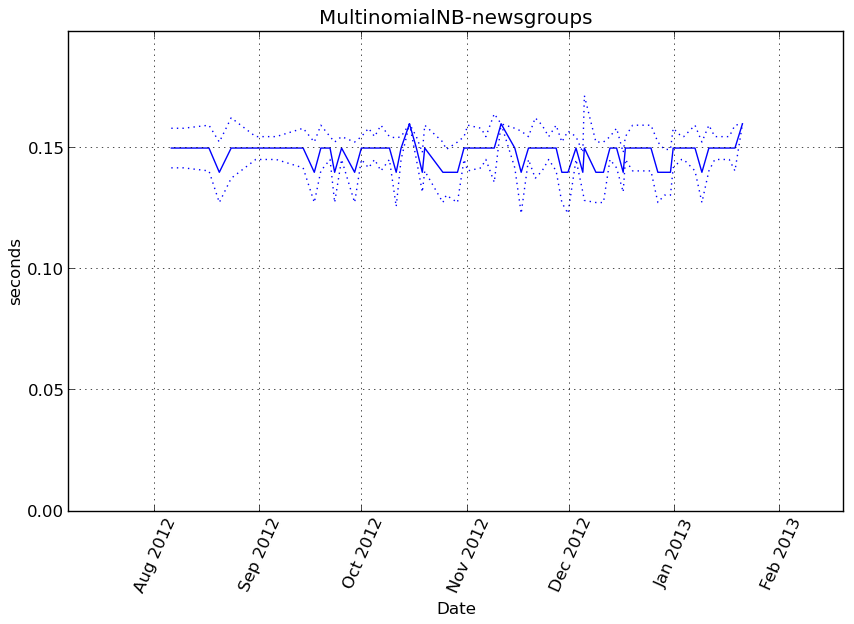 MultinomialNB-newsgroups
seconds
0.15
0.10
0.05
0.00
Aug 2012
Sep 2012
Oct 2012
Nov 2012
Dec 2012
Jan 2013
Feb 2013
Date